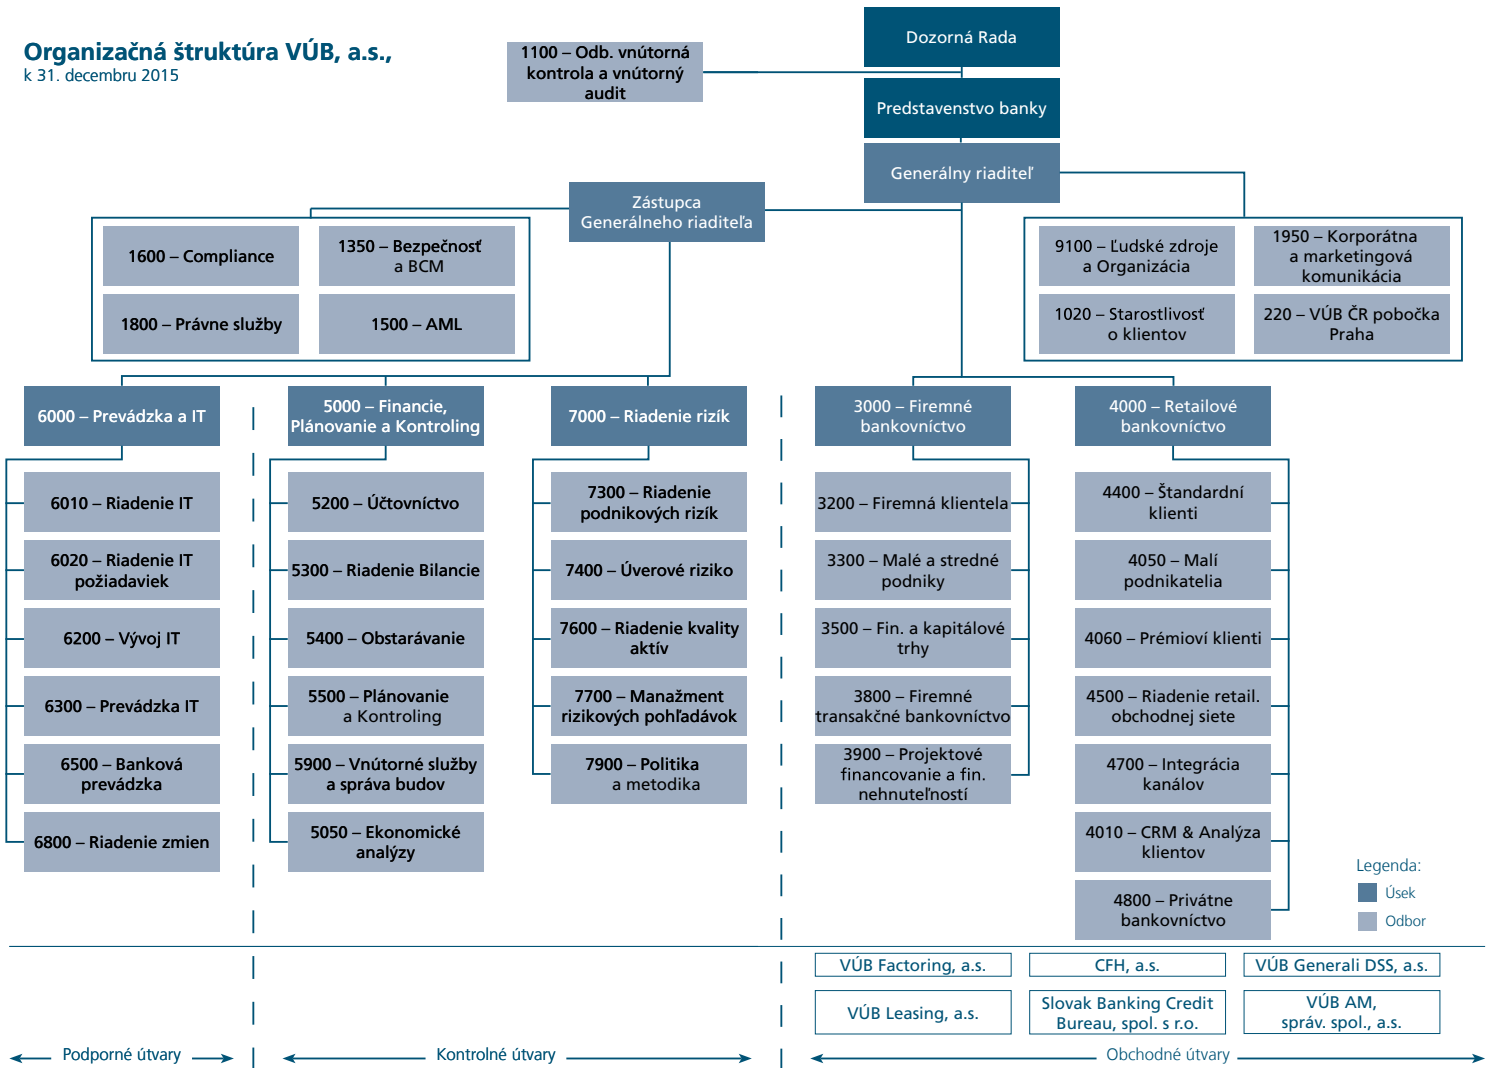 Organizačná štruktúra VÚB, a.s.,
k 31. decembru 2015
1100 – Odb. vnútorná
kontrola a vnútorný
audit
Dozorná Rada
Predstavenstvo banky
Generálny riaditeľ
Zástupca
Generálneho riaditeľa
1600 – Compliance
1350 – Bezpečnosť
a BCM
1800 – Právne služby
1500 – AML
9100 – Ľudské zdroje
a Organizácia
1950 – Korporátna
a marketingová
komunikácia
1020 – Starostlivosť
o klientov
220 – VÚB ČR pobočka
Praha
6000 – Prevádzka a IT
5000 – Financie,
Plánovanie a Kontroling
7000 – Riadenie rizík
3000 – Firemné
bankovníctvo
4000 – Retailové
bankovníctvo
6010 – Riadenie IT
6020 – Riadenie IT
požiadaviek
6200 – Vývoj IT
6300 – Prevádzka IT
6500 – Banková
prevádzka
6800 – Riadenie zmien
5200 – Účtovníctvo
5300 – Riadenie Bilancie
5400 – Obstarávanie
5500 – Plánovanie
a Kontroling
5900 – Vnútorné služby
a správa budov
5050 – Ekonomické
analýzy
7300 – Riadenie
podnikových rizík
7400 – Úverové riziko
7600 – Riadenie kvality
aktív
7700 – Manažment
rizikových pohľadávok
7900 – Politika
a metodika
3200 – Firemná klientela
3300 – Malé a stredné
podniky
3500 – Fin. a kapitálové
trhy
3800 – Firemné
transakčné bankovníctvo
3900 – Projektové
financovanie a fin.
nehnuteľností
4400 – Štandardní
klienti
4050 – Malí
podnikatelia
4060 – Prémioví klienti
4500 – Riadenie retail.
obchodnej siete
4700 – Integrácia
kanálov
4010 – CRM & Analýza
klientov
4800 – Privátne
bankovníctvo
Legenda:
Úsek
Odbor
VÚB Factoring, a.s.
CFH, a.s.
VÚB Generali DSS, a.s.
VÚB Leasing, a.s.
Slovak Banking Credit
Bureau, spol. s r.o.
VÚB AM,
správ. spol., a.s.
Podporné útvary
Kontrolné útvary
Obchodné útvary